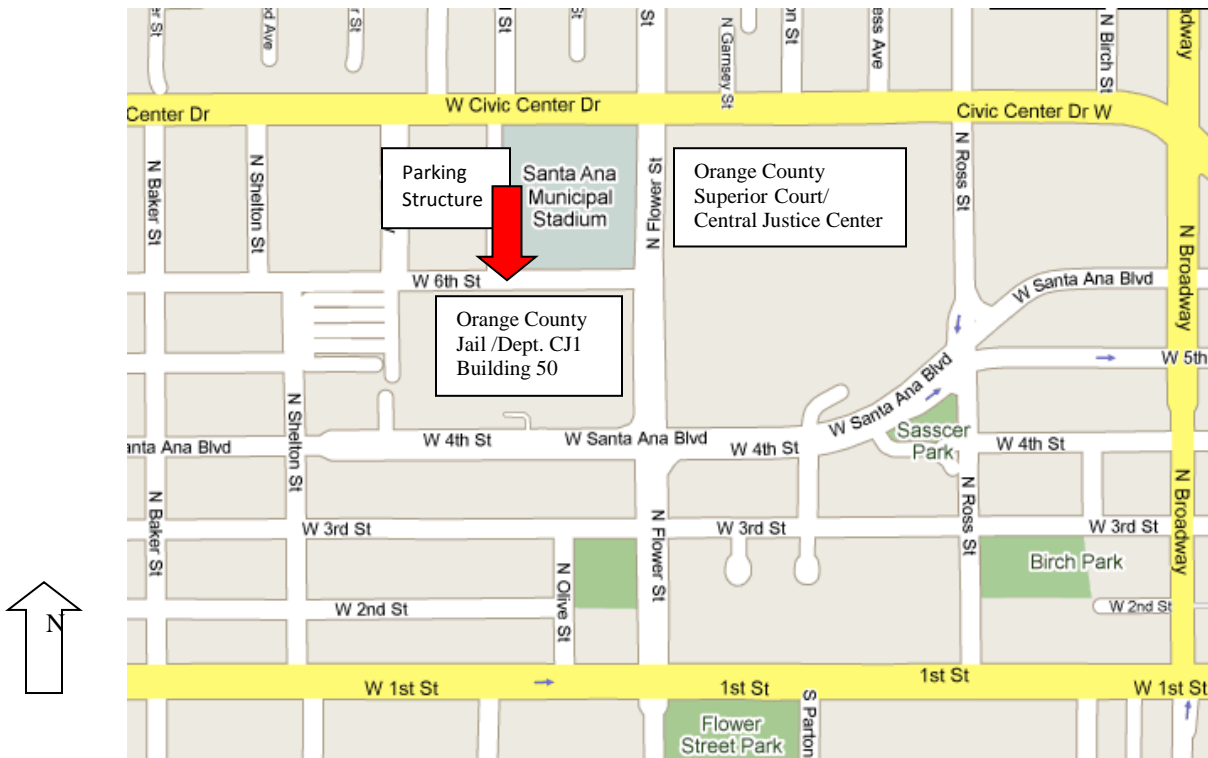 N Garnsey St
N Birch St
Center Dr
W Civic Center Dr
Civic Center Dr W
N Baker St
N Shelton St
Parking
Structure
Santa Ana
Municipal
Stadium
N Flower St
Orange County
Superior Court/
Central Justice Center
N Ross St
N Broadway
W 6th St
W Santa Ana Blvd
Orange County
Jail /Dept. CJ1
Building 50
W 5th
W Santa Ana Blvd
N Shelton St
W 4th St
W Santa Ana Blvd
W 4th St
Sasscer
Park
W 4th St
N Baker St
W 3rd St
N Flower St
W 3rd St
N Ross St
W 3rd St
N Broadway
Birch Park
N Olive St
W 2nd St
W 2nd St
N
W 1st St
1st St
1st St
W 1st St
Flower
Street Park
S Parton